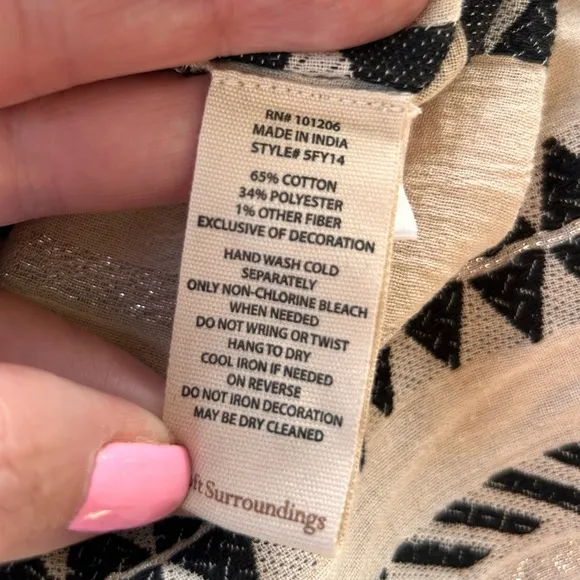 RN# 101206
MADE IN INDIA
STYLE# 5FY14
65% COTTON
34% POLYESTER
1% OTHER FIBER
EXCLUSIVE OF DECORATION
HAND WASH COLD
SEPARATELY
ONLY NON-CHLORINE BLEACH
WHEN NEEDED
DO NOT WRING OR TWIST
HANG TO DRY
COOL IRON IF NEEDED
ON REVERSE
DO NOT IRON DECORATION
MAY BE DRY CLEANED
ft Surroundings